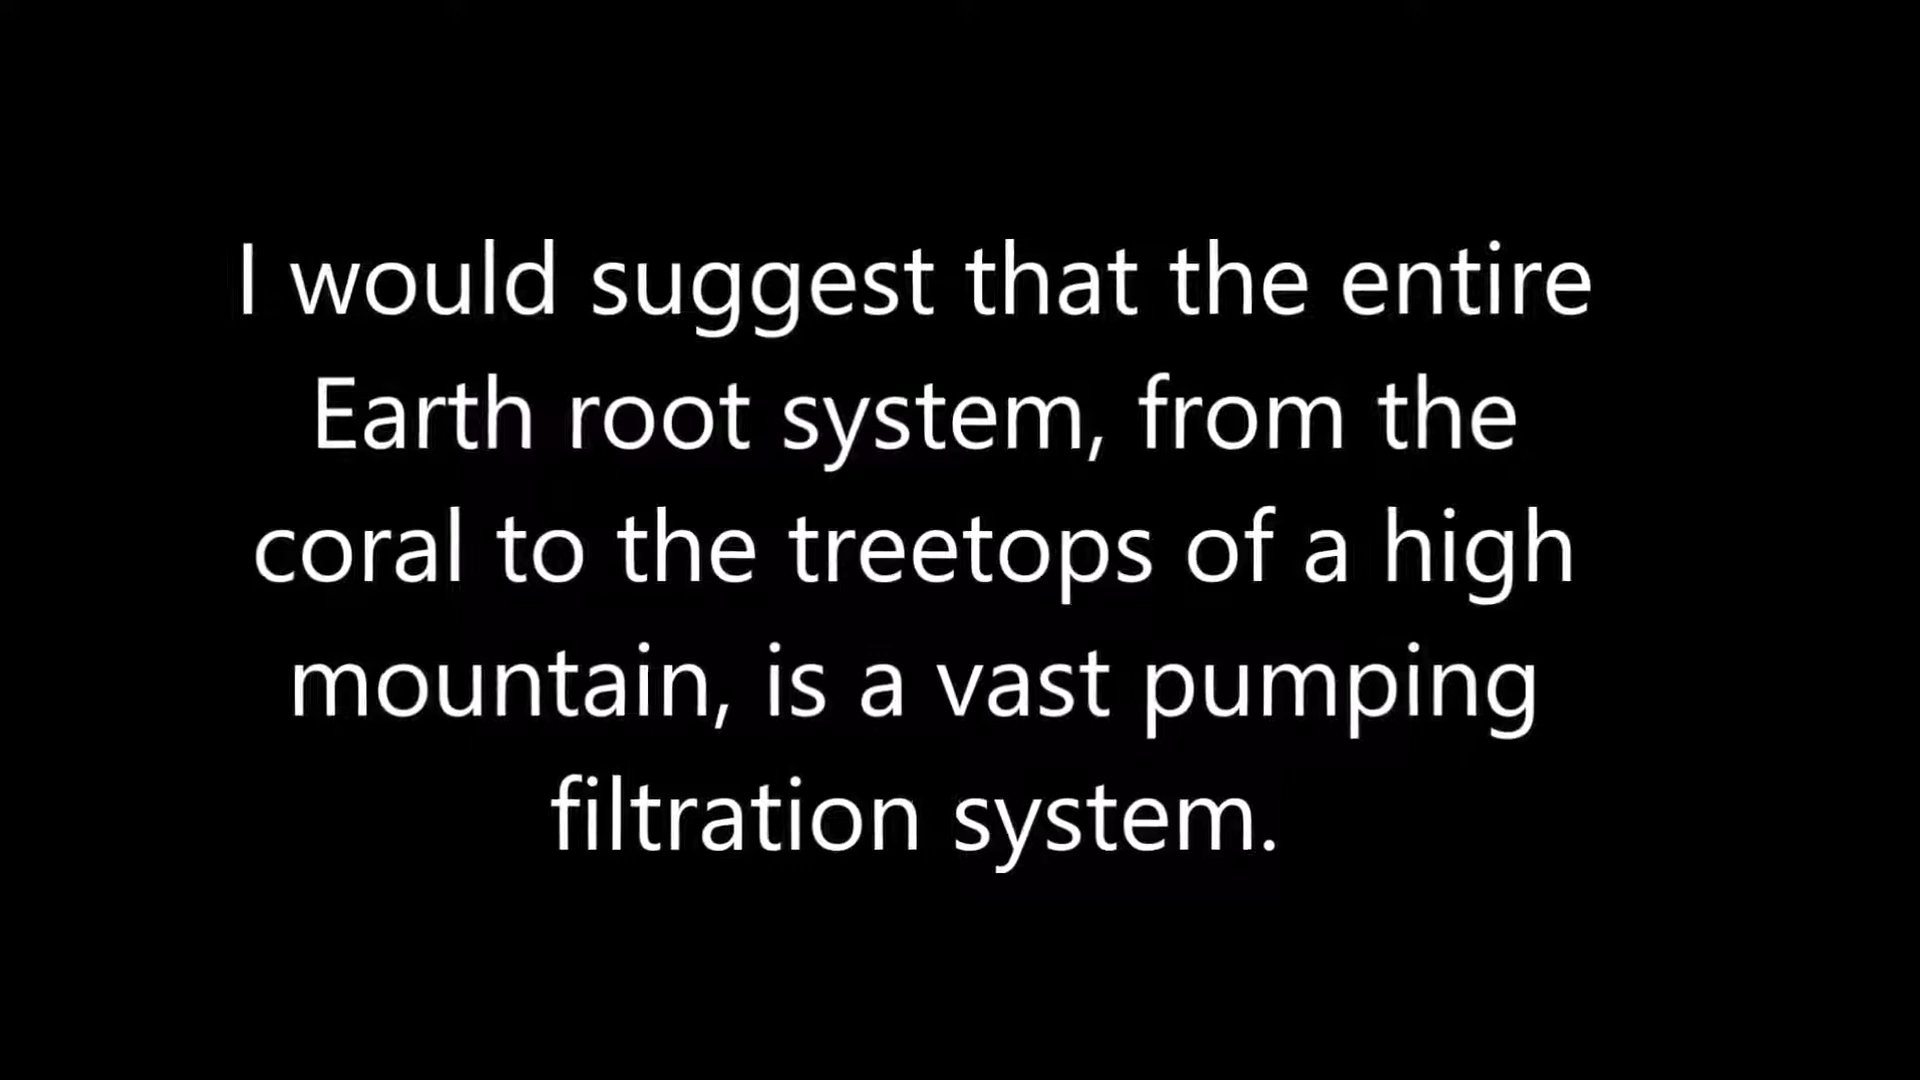 I would suggest that the entire
Earth root system, from the
coral to the treetops of a high
mountain, is a vast pumping
filtration system.